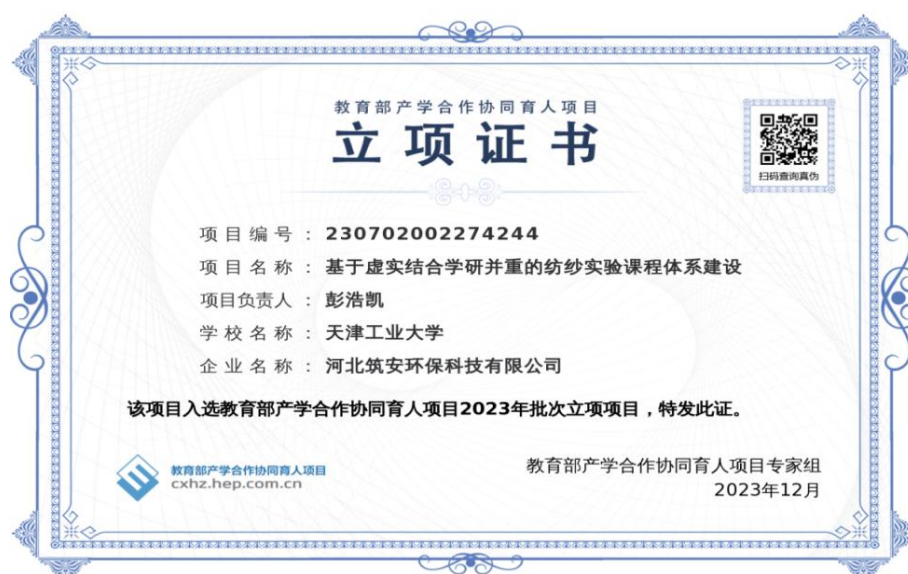 教育部产学合作协同育人项目
立项证书
扫码查询真伪
项目编号：230702002274244
项目名称：基于虚实结合学研并重的纺纱实验课程体系建设
项目负责人：彭浩凯
学校名称：天津工业大学
企业名称：河北筑安环保科技有限公司
该项目入选教育部产学合作协同育人项目2023年批次立项项目，特发此证。
教育部产学合作协同育人项目
cxhz.hep.com.cn
教育部产学合作协同育人项目专家组
2023年12月